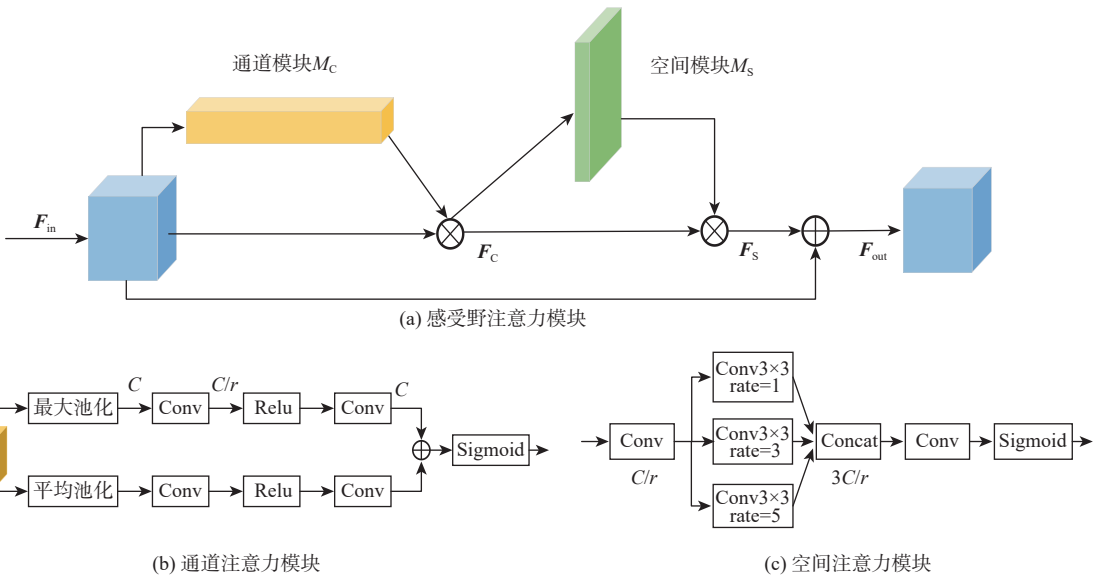 通道模块M_C
空间模块M_S
F_in
F_C
F_S
F_out
(a) 感受野注意力模块
最大池化
C
Conv
C/r
Relu
Conv
C
Sigmoid
平均池化
Conv
Relu
Conv
(b) 通道注意力模块
Conv
C/r
Conv3×3
rate=1
Conv3×3
rate=3
Conv3×3
rate=5
Concat
3C/r
Conv
Sigmoid
(c) 空间注意力模块